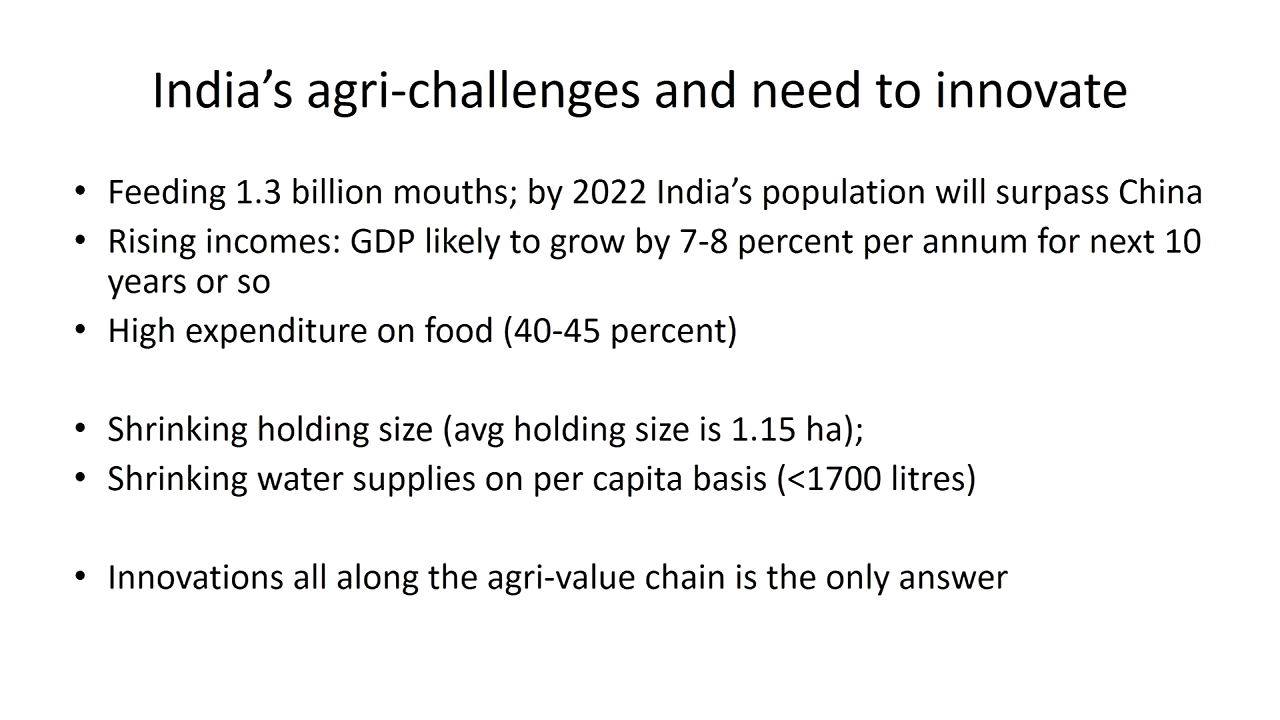 India’s agri-challenges and need to innovate
• Feeding 1.3 billion mouths; by 2022 India’s population will surpass China
• Rising incomes: GDP likely to grow by 7-8 percent per annum for next 10
years or so
• High expenditure on food (40-45 percent)
• Shrinking holding size (avg holding size is 1.15 ha);
• Shrinking water supplies on per capita basis (<1700 litres)
• Innovations all along the agri-value chain is the only answer